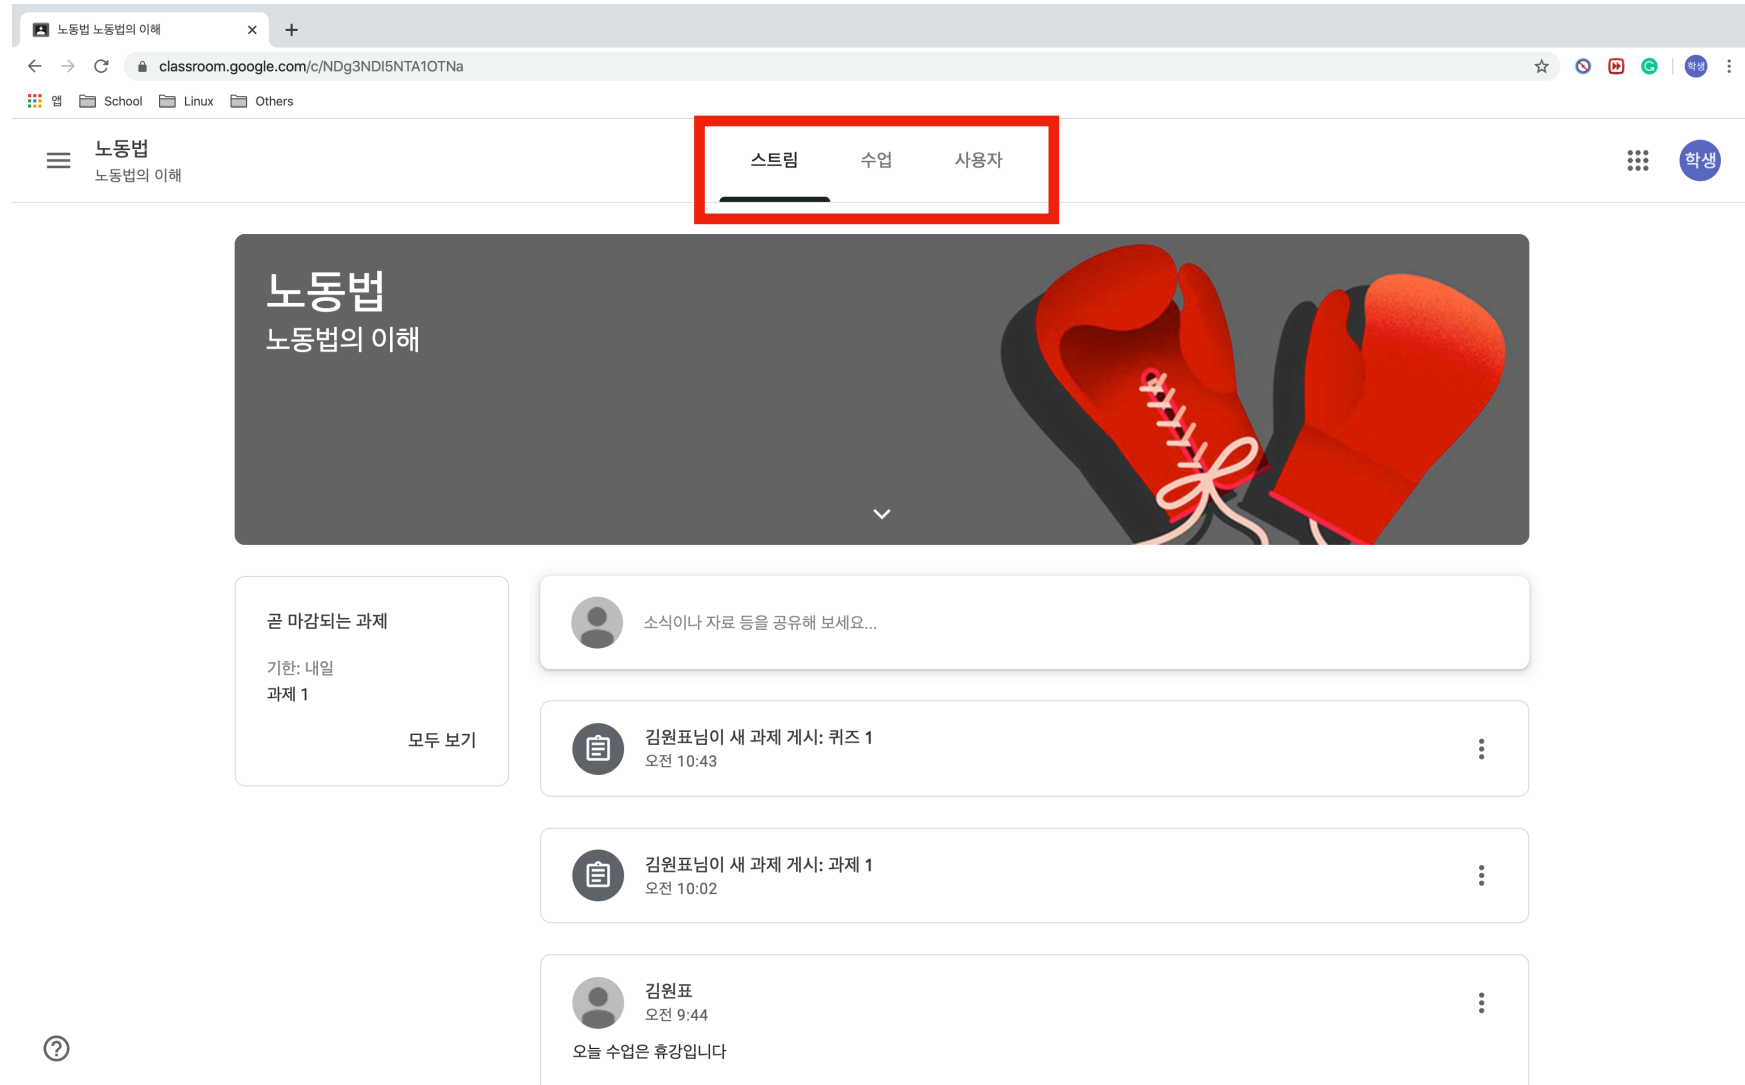 노동법 노동법의 이해
classroom.google.com/c/NDg3NDI5NTA1OTNa
학생
앱 School Linux Others
노동법
노동법의 이해
스트림 수업 사용자
학생
노동법
노동법의 이해
곧 마감되는 과제
기한: 내일
과제 1
모두 보기
소식이나 자료 등을 공유해 보세요...
김원표님이 새 과제 게시: 퀴즈 1
오전 10:43
김원표님이 새 과제 게시: 과제 1
오전 10:02
김원표
오전 9:44
오늘 수업은 휴강입니다